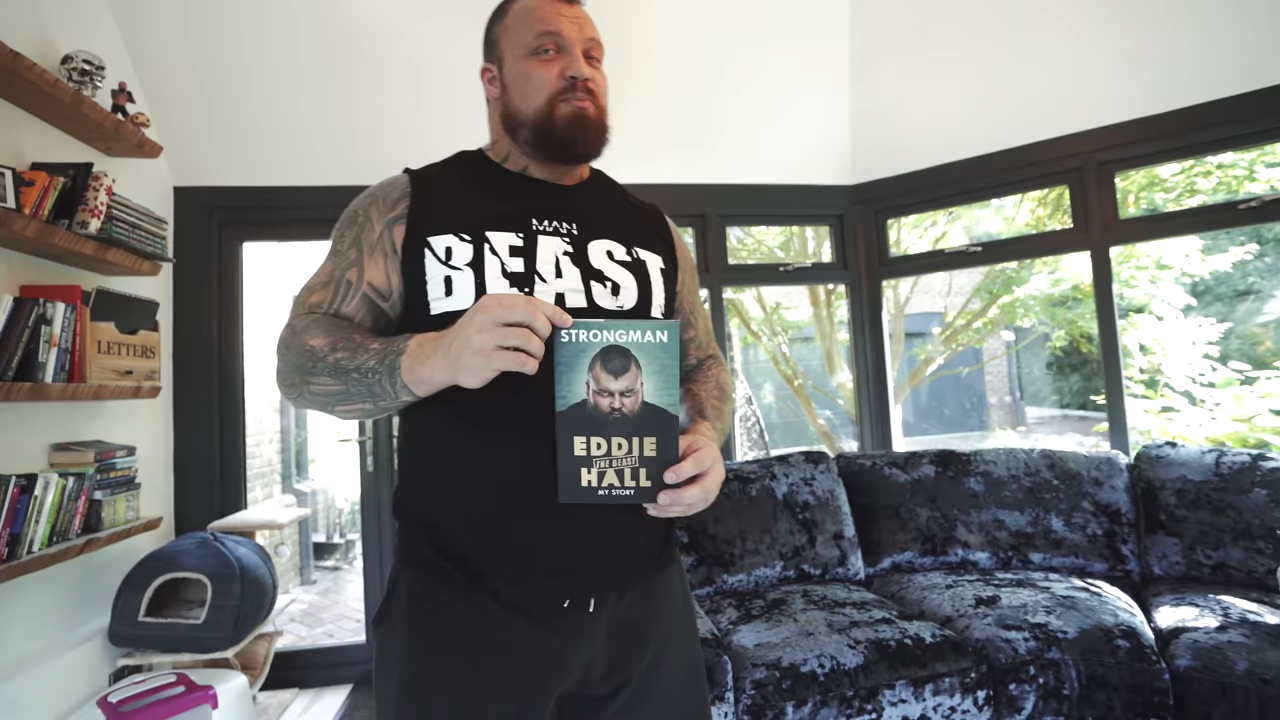 MAN
BEAST
STRONGMAN
EDDIE
THE BEAST
HALL
MY STORY
LETTERS